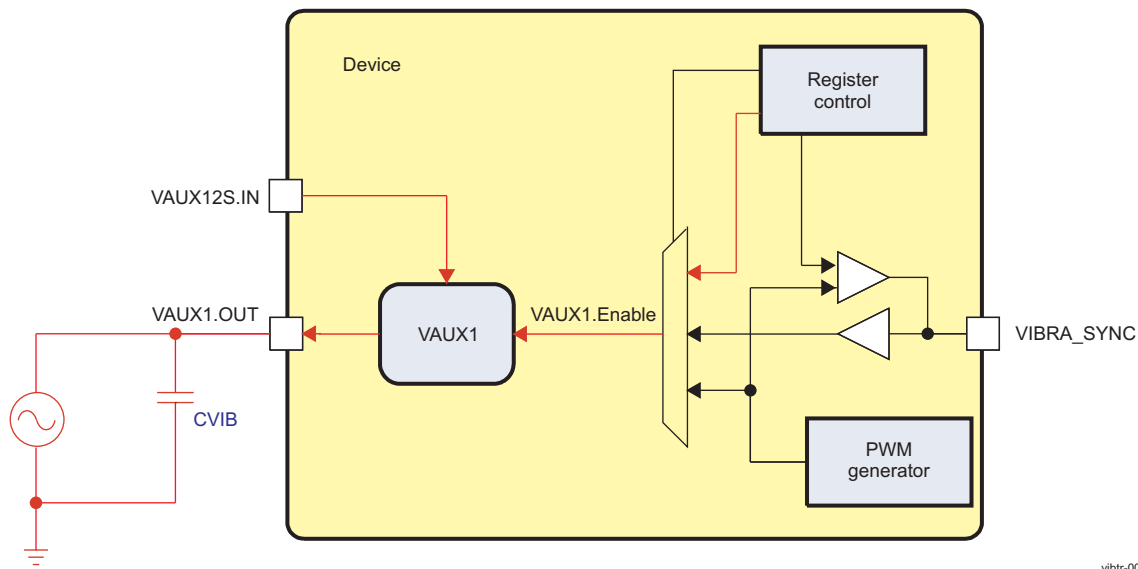 Device
Register
control
VAUX12S.IN
VAUX1.OUT
VAUX1
VAUX1.Enable
VIBRA_SYNC
CVIB
PWM
generator